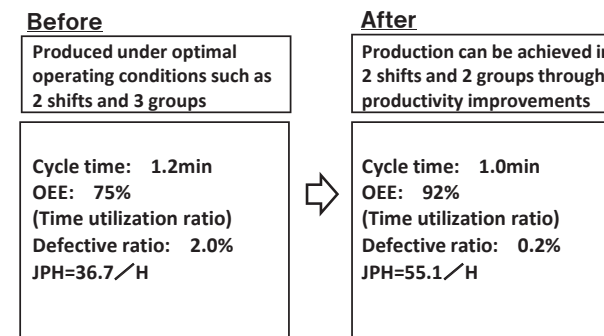 Before
Produced under optimal
operating conditions such as
2 shifts and 3 groups
Cycle time: 1.2min
OEE: 75%
(Time utilization ratio)
Defective ratio: 2.0%
JPH=36.7／H
After
Production can be achieved in
2 shifts and 2 groups through
productivity improvements
Cycle time: 1.0min
OEE: 92%
(Time utilization ratio)
Defective ratio: 0.2%
JPH=55.1／H